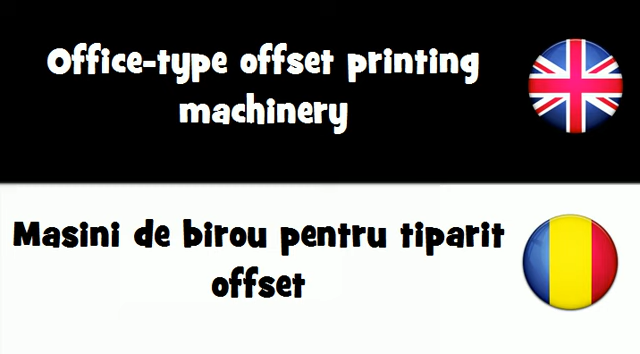 Office-type offset printing
machinery
Masini de birou pentru tiparit
offset